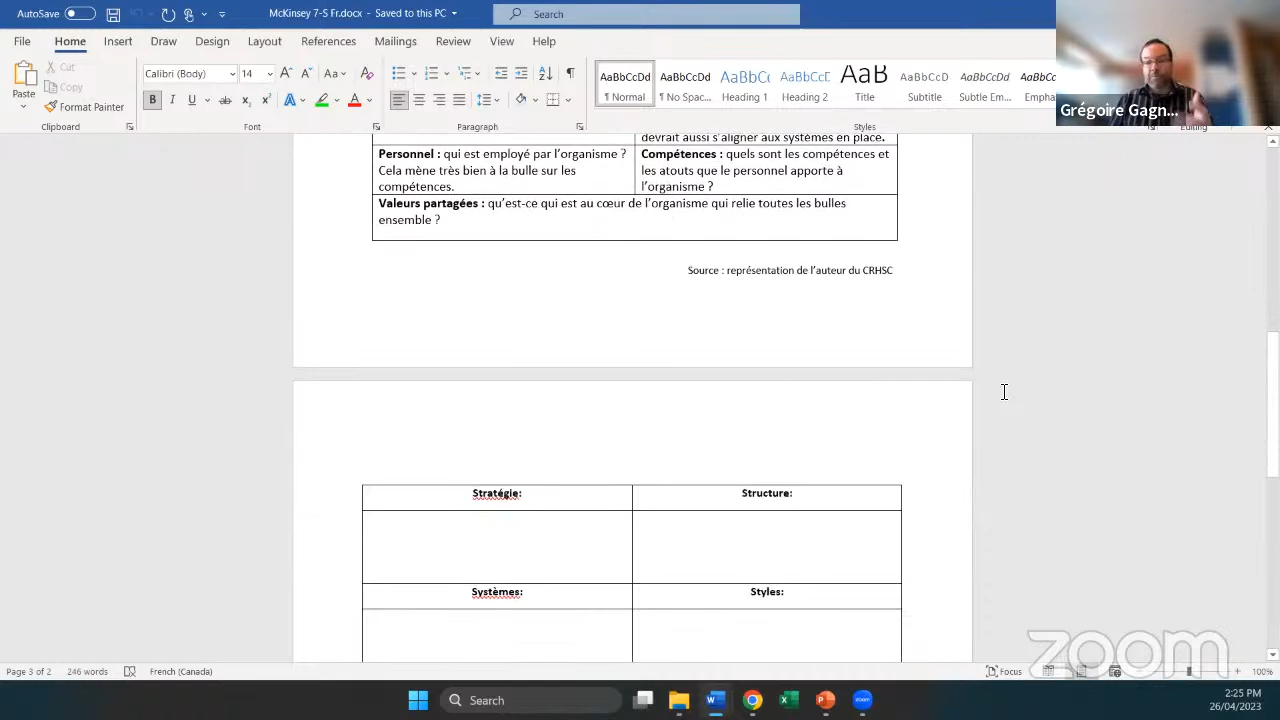 AutoSave Off McKinsey 7-S Fr.docx - Saved to this PC Search
File Home Insert Draw Design Layout References Mailings Review View Help
Paste Cut Copy Format Painter
Calibri (Body) 14
AaBbCcDd AaBbCcDd AaBbCc AaBbCcE AaB AaBbCcD AaBbCcDd AaBbCcDd
¶ Normal ¶ No Spac... Heading 1 Heading 2 Title Subtitle Subtle Em... Empha
Clipboard Font Paragraph Styles Editing
Grégoire Gagn...
devrait aussi s'aligner aux systèmes en place.
Personnel : qui est employé par l'organisme ?
Cela mène très bien à la bulle sur les
compétences.
Compétences : quels sont les compétences et
les atouts que le personnel apporte à
l'organisme ?
Valeurs partagées : qu'est-ce qui est au cœur de l'organisme qui relie toutes les bulles
ensemble ?
Source : représentation de l'auteur du CRHSC
Stratégie: Structure:
Systèmes: Styles:
zoom
Page 3 of 2 246 words French (Canada) Focus 100%
Search 2:25 PM
26/04/2023